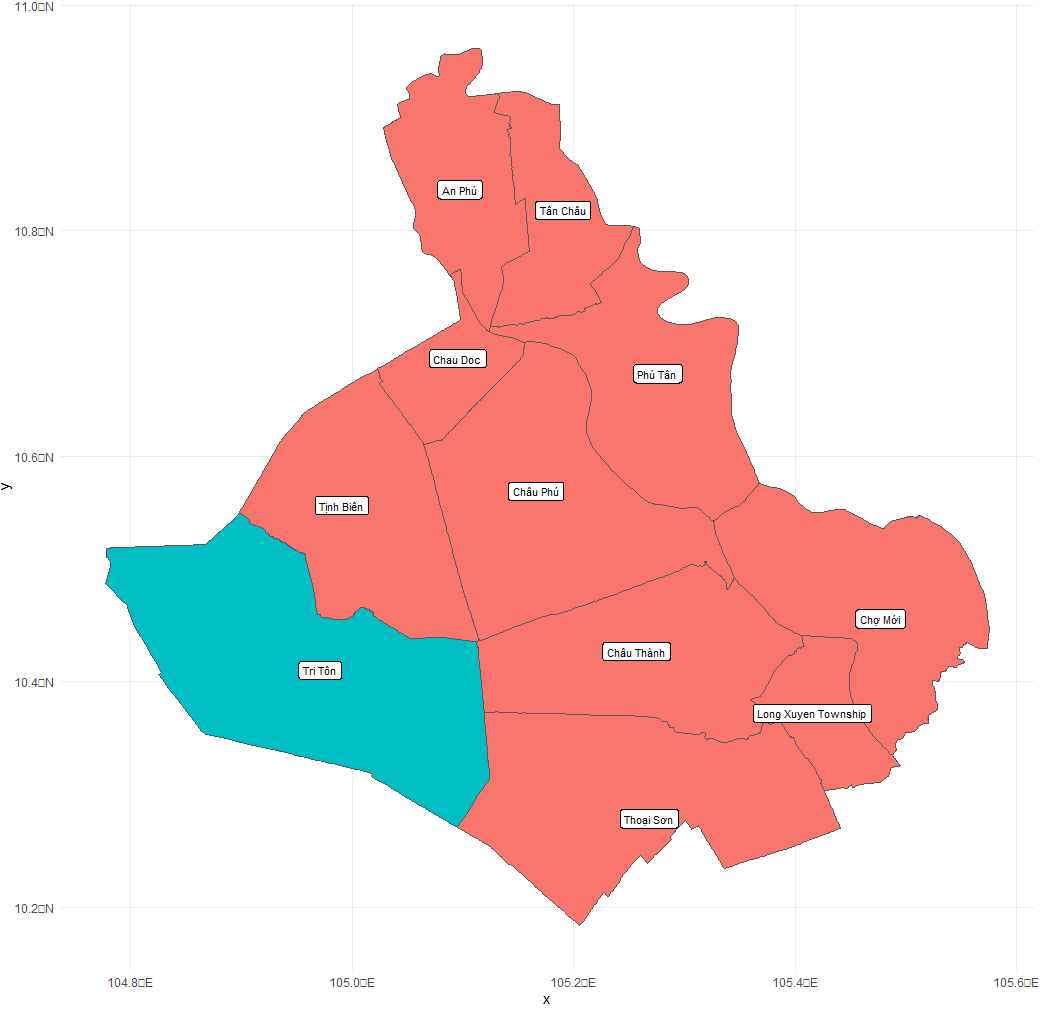 11.0□N
An Phú
Tân Châu
10.8□N
Chau Doc
Phú Tân
10.6□N
y
Châu Phú
Tịnh Biên
Chợ Mới
Châu Thành
Tri Tôn
10.4□N
Long Xuyen Township
Thoại Sơn
10.2□N
104.8□E
105.0□E
105.2□E
105.4□E
105.6□E
x